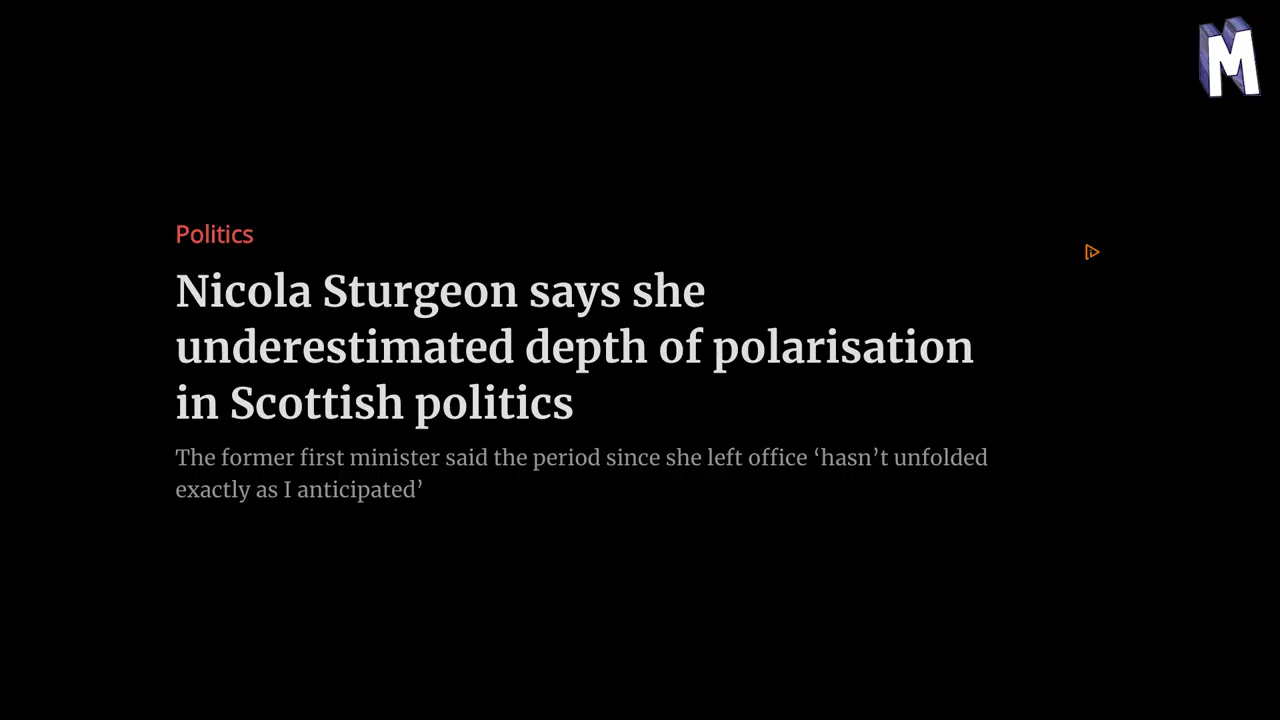 M
Politics
Nicola Sturgeon says she
underestimated depth of polarisation
in Scottish politics
The former first minister said the period since she left office ‘hasn’t unfolded
exactly as I anticipated’